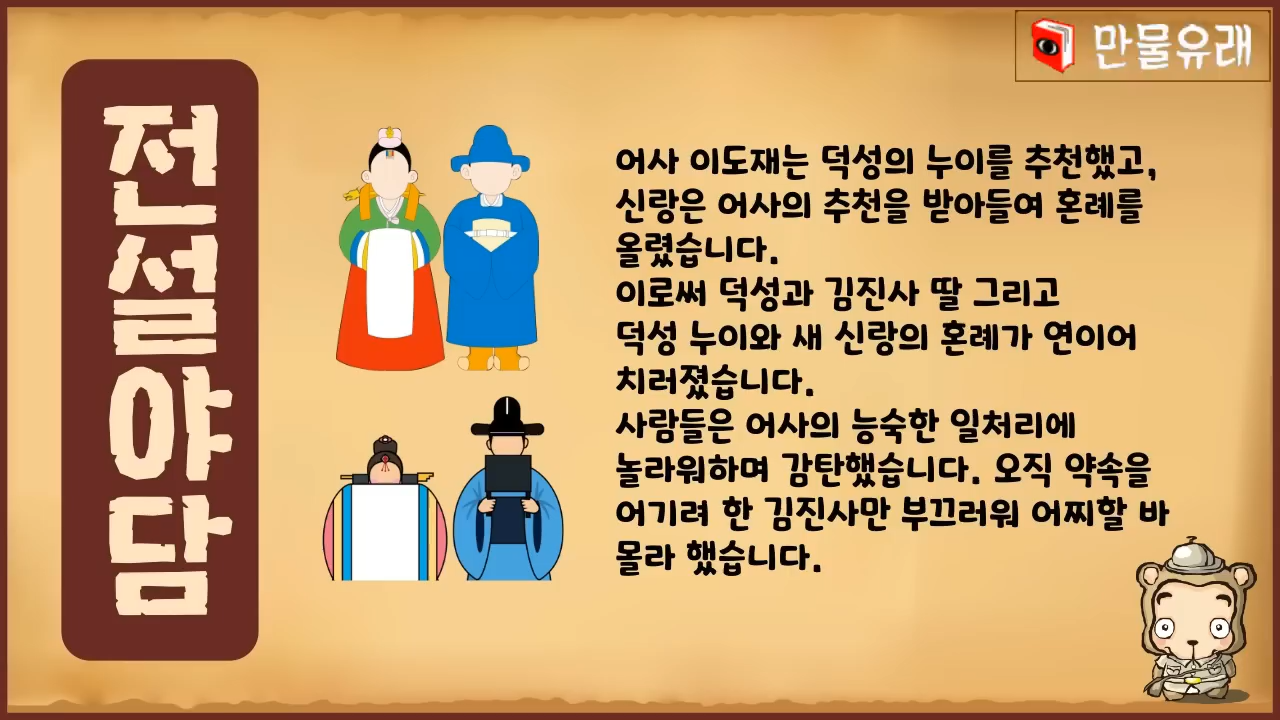 만물유래
전설야담
어사 이도재는 덕성의 누이를 추천했고,
신랑은 어사의 추천을 받아들여 혼례를
올렸습니다.
이로써 덕성과 김진사 딸 그리고
덕성 누이와 새 신랑의 혼례가 연이어
치러졌습니다.
사람들은 어사의 능숙한 일처리에
놀라워하며 감탄했습니다. 오직 약속을
어기려 한 김진사만 부끄러워 어찌할 바
몰라 했습니다.